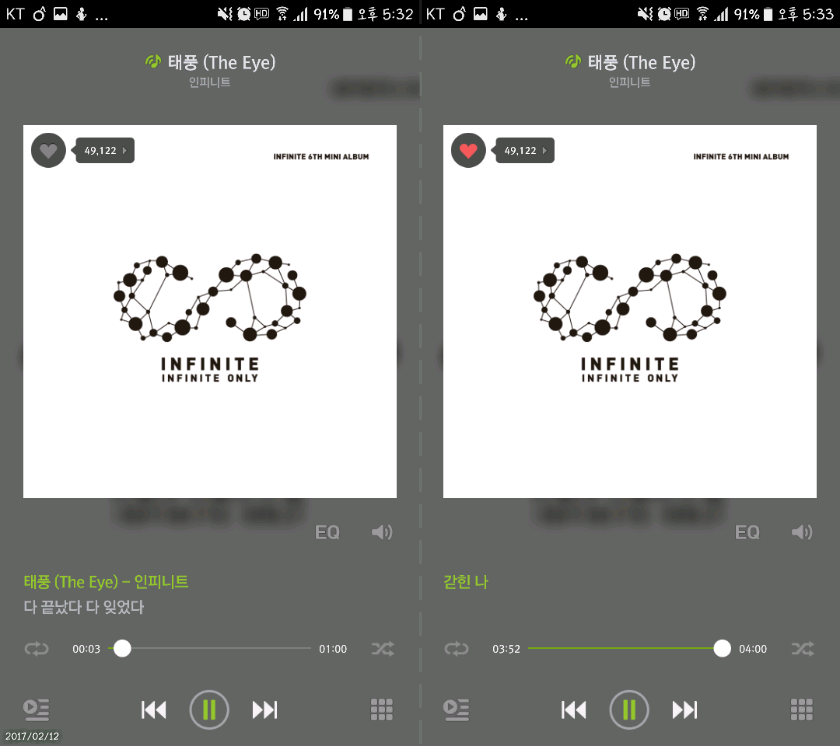 KT ... HD 91% 오후 5:32
태풍 (The Eye)
인피니트
49,122
INFINITE 6TH MINI ALBUM
INFINITE
INFINITE ONLY
EQ
태풍 (The Eye) – 인피니트
다 끝났다 다 잊었다
00:03 01:00
2017/02/12
KT ... HD 91% 오후 5:33
태풍 (The Eye)
인피니트
49,122
INFINITE 6TH MINI ALBUM
INFINITE
INFINITE ONLY
EQ
갇힌 나
03:52 04:00